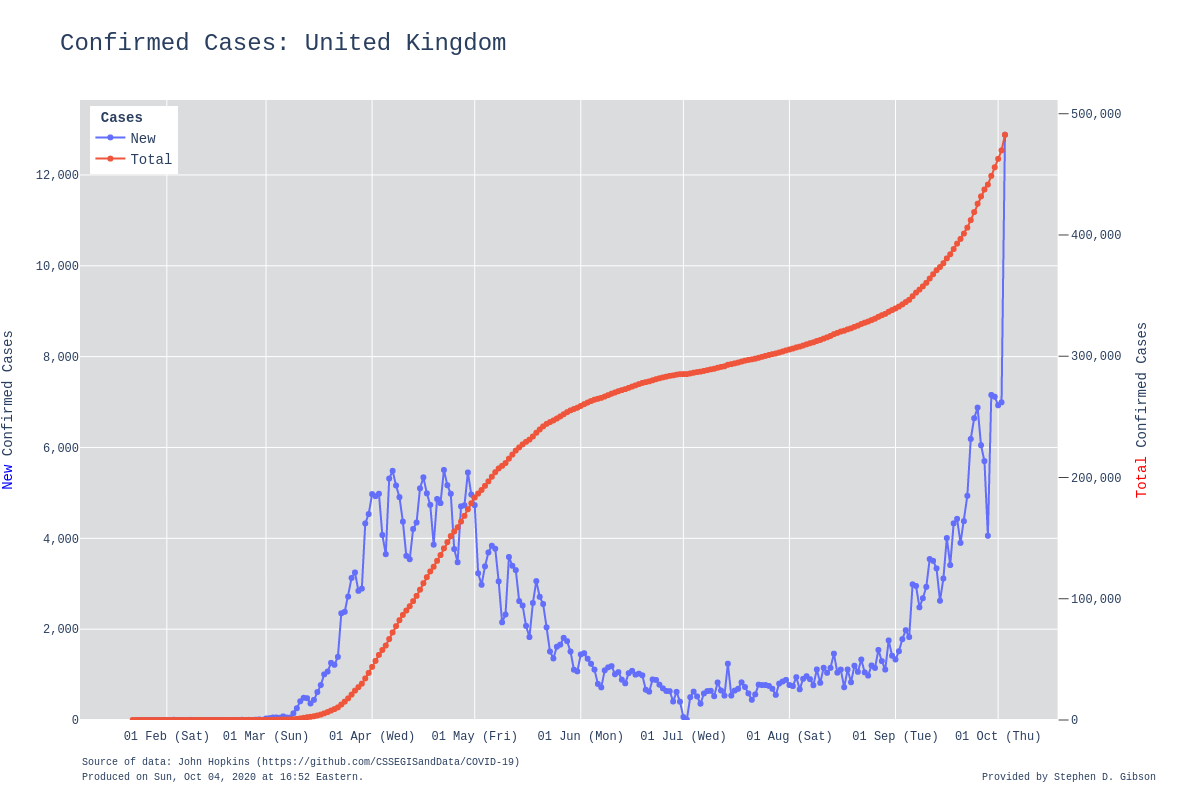 Confirmed Cases: United Kingdom
Cases
New
Total
500,000
12,000
400,000
10,000
8,000
300,000
6,000
200,000
4,000
100,000
2,000
0
0
New Confirmed Cases
Total Confirmed Cases
01 Feb (Sat) 01 Mar (Sun) 01 Apr (Wed) 01 May (Fri) 01 Jun (Mon) 01 Jul (Wed) 01 Aug (Sat) 01 Sep (Tue) 01 Oct (Thu)
Source of data: John Hopkins (https://github.com/CSSEGISandData/COVID-19)
Produced on Sun, Oct 04, 2020 at 16:52 Eastern.
Provided by Stephen D. Gibson